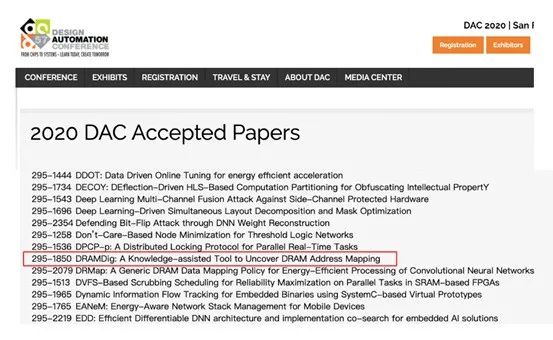 DESIGN
AUTOMATION
CONFERENCE
FROM CHIPS TO SYSTEMS – LEARN TODAY, CREATE TOMORROW
DAC 2020 | San F
Registration
Exhibitors
CONFERENCE EXHIBITS REGISTRATION TRAVEL & STAY ABOUT DAC MEDIA CENTER
2020 DAC Accepted Papers
295-1444 DDOT: Data Driven Online Tuning for energy efficient acceleration
295-1734 DECOY: DEflection-Driven HLS-Based Computation Partitioning for Obfuscating Intellectual PropertY
295-1543 Deep Learning Multi-Channel Fusion Attack Against Side-Channel Protected Hardware
295-1696 Deep Learning-Driven Simultaneous Layout Decomposition and Mask Optimization
295-2354 Defending Bit-Flip Attack through DNN Weight Reconstruction
295-1258 Don't-Care-Based Node Minimization for Threshold Logic Networks
295-1536 DPCP-p: A Distributed Locking Protocol for Parallel Real-Time Tasks
295-1850 DRAMDig: A Knowledge-assisted Tool to Uncover DRAM Address Mapping
295-2079 DRMap: A Generic DRAM Data Mapping Policy for Energy-Efficient Processing of Convolutional Neural Networks
295-1513 DVFS-Based Scrubbing Scheduling for Reliability Maximization on Parallel Tasks in SRAM-based FPGAs
295-1965 Dynamic Information Flow Tracking for Embedded Binaries using SystemC-based Virtual Prototypes
295-1765 EANeM: Energy-Aware Network Stack Management for Mobile Devices
295-2219 EDD: Efficient Differentiable DNN architecture and implementation co-search for embedded AI solutions